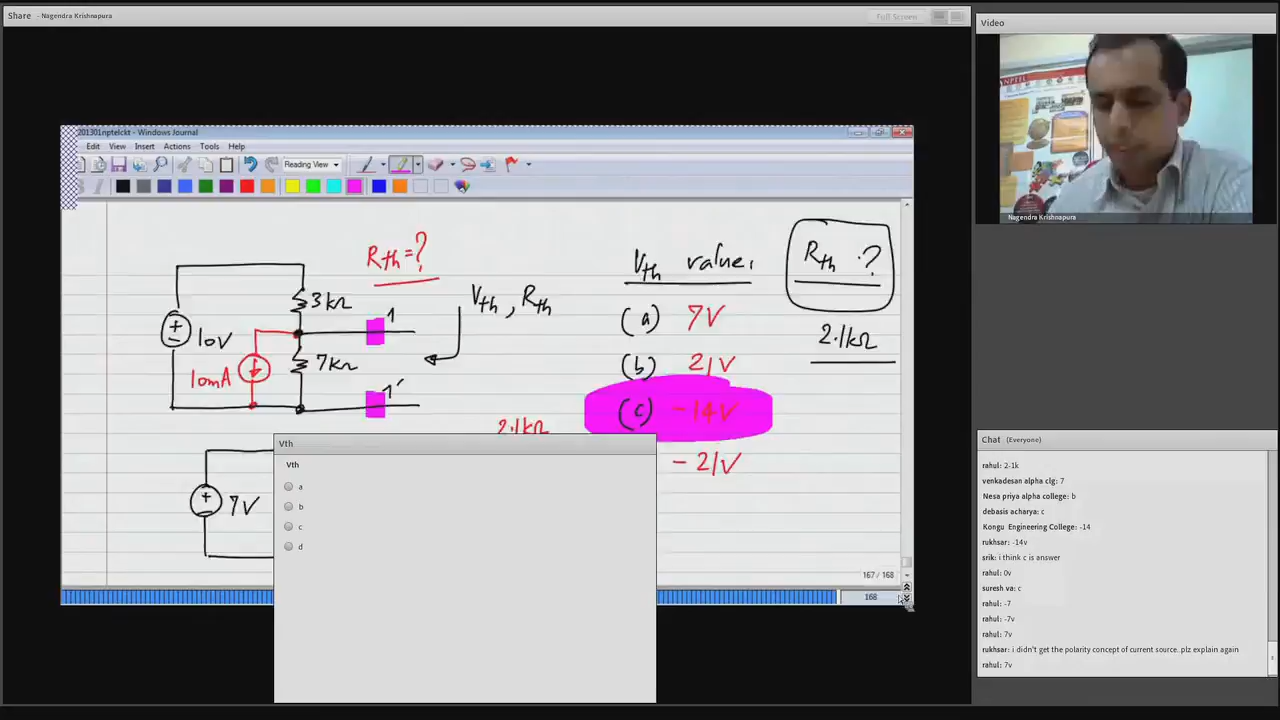 Share - Nagendra Krishnapura
Full Screen
Video
NPTEL
Nagendra Krishnapura
201301nptelckt - Windows Journal
Edit View Insert Actions Tools Help
Reading View
Rth = ?
3kΩ
1
Vth, Rth
10V
10mA
7kΩ
1'
2.1kΩ
7V
Vth value:
(a) 7V
(b) 21V
(c) -14V
-21V
Rth ?
2.1kΩ
167 / 168
168
Vth
Vth
a
b
c
d
Chat (Everyone)
rahul: 2-1k
venkadesan alpha clg: 7
Nesa priya alpha college: b
debasis acharya: c
Kongu Engineering College: -14
rukhsar: -14v
srik: i think c is answer
rahul: 0v
suresh va: c
rahul: -7
rahul: -7v
rahul: 7v
rukhsar: i didn't get the polarity concept of current source..plz explain again
rahul: 7v